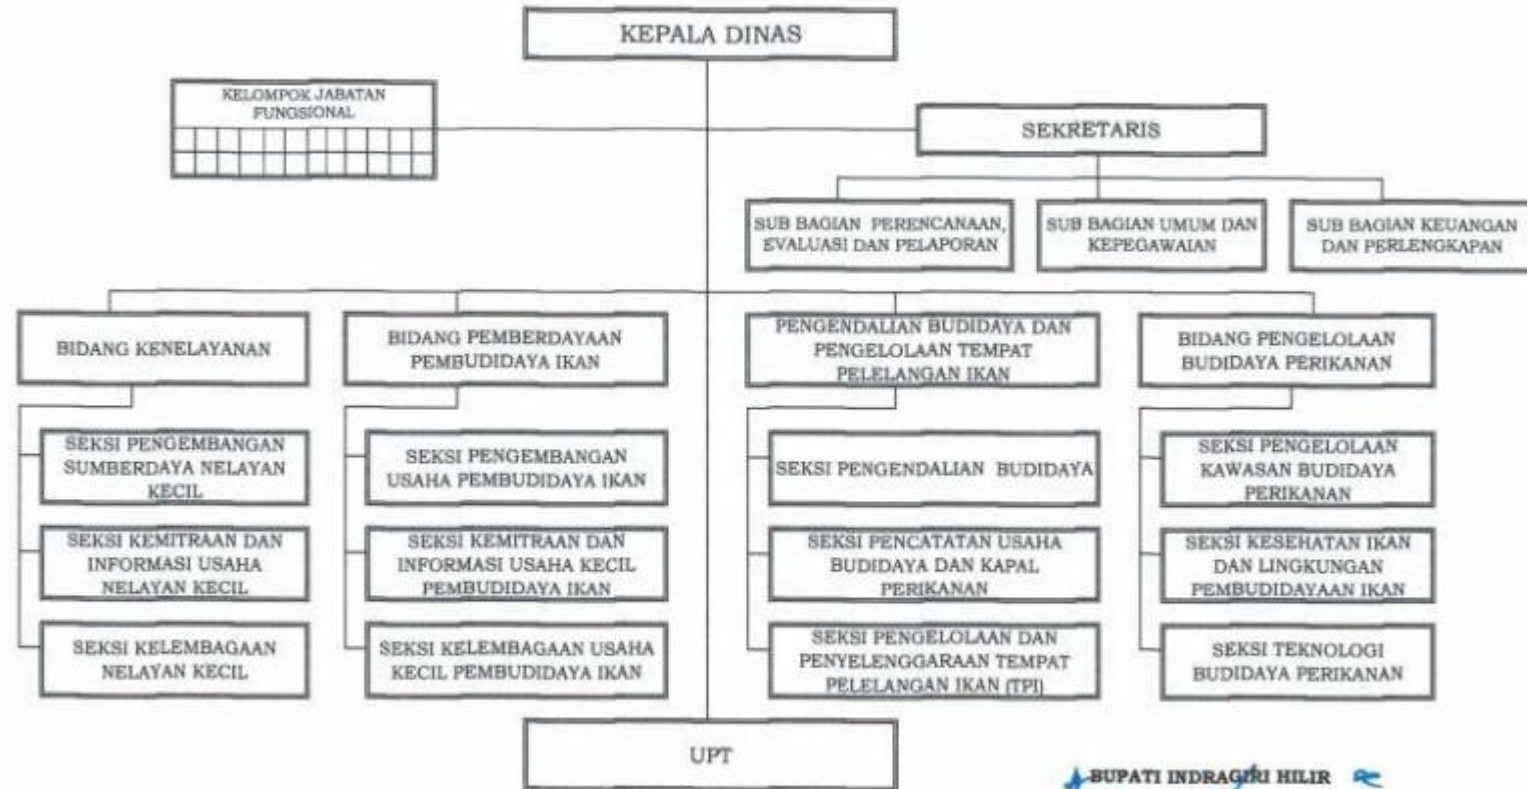 KEPALA DINAS
KELOMPOK JABATAN
FUNGSIONAL
SEKRETARIS
SUB BAGIAN PERENCANAAN,
EVALUASI DAN PELAPORAN
SUB BAGIAN UMUM DAN
KEPEGAWAIAN
SUB BAGIAN KEUANGAN
DAN PERLENGKAPAN
BIDANG KENELAYANAN
BIDANG PEMBERDAYAAN
PEMBUDIDAYA IKAN
PENGENDALIAN BUDIDAYA DAN
PENGELOLAAN TEMPAT
PELELANGAN IKAN
BIDANG PENGELOLAAN
BUDIDAYA PERIKANAN
SEKSI PENGEMBANGAN
SUMBERDAYA NELAYAN
KECIL
SEKSI PENGEMBANGAN
USAHA PEMBUDIDAYA IKAN
SEKSI PENGENDALIAN BUDIDAYA
SEKSI PENGELOLAAN
KAWASAN BUDIDAYA
PERIKANAN
SEKSI KEMITRAAN DAN
INFORMASI USAHA
NELAYAN KECIL
SEKSI KEMITRAAN DAN
INFORMASI USAHA KECIL
PEMBUDIDAYA IKAN
SEKSI PENCATATAN USAHA
BUDIDAYA DAN KAPAL
PERIKANAN
SEKSI KESEHATAN IKAN
DAN LINGKUNGAN
PEMBUDIDAYAAN IKAN
SEKSI KELEMBAGAAN
NELAYAN KECIL
SEKSI KELEMBAGAAN USAHA
KECIL PEMBUDIDAYA IKAN
SEKSI PENGELOLAAN DAN
PENYELENGGARAAN TEMPAT
PELELANGAN IKAN (TPI)
SEKSI TEKNOLOGI
BUDIDAYA PERIKANAN
UPT
BUPATI INDRAGIRI HILIR